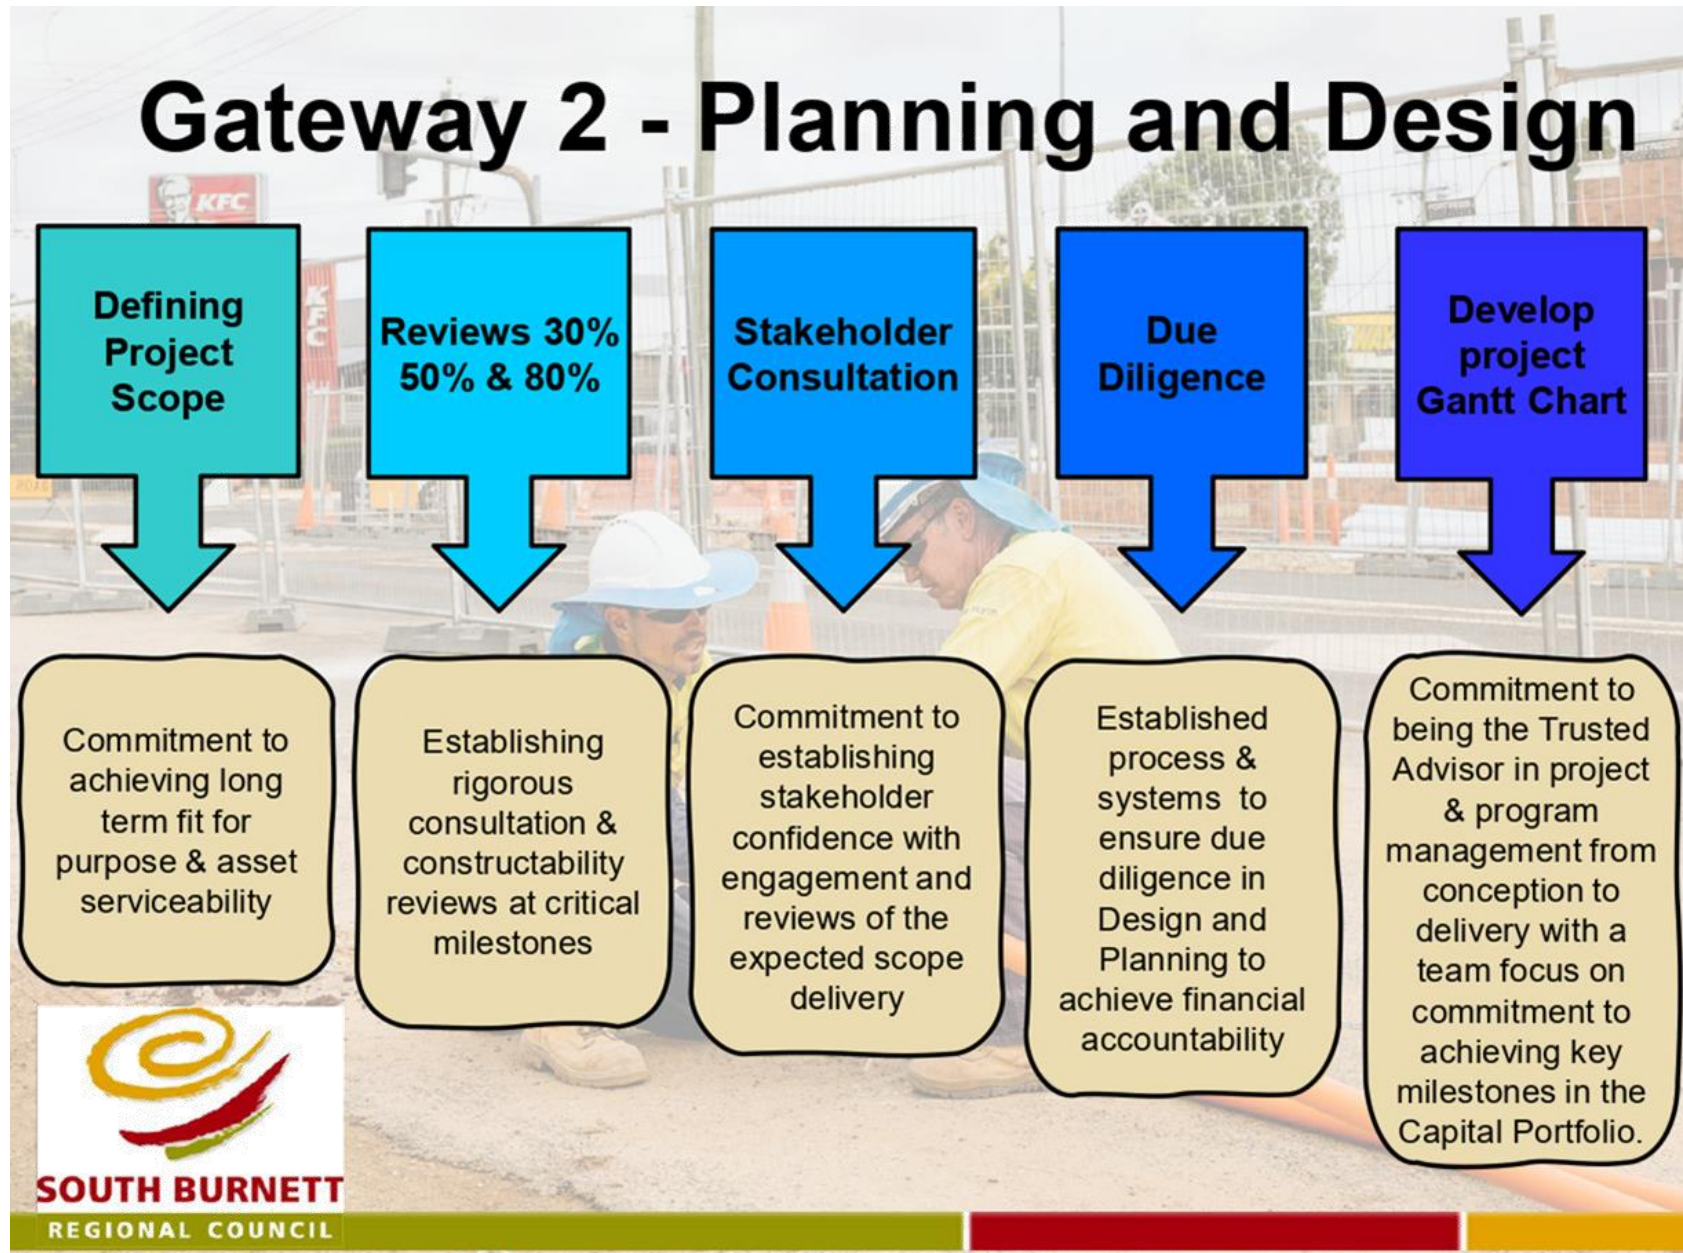 Gateway 2 - Planning and Design
KFC
KFC
Defining
Project
Scope
Reviews 30%
50% & 80%
Stakeholder
Consultation
Due
Diligence
Develop
project
Gantt Chart
Commitment to
achieving long
term fit for
purpose & asset
serviceability
Establishing
rigorous
consultation &
constructability
reviews at critical
milestones
Commitment to
establishing
stakeholder
confidence with
engagement and
reviews of the
expected scope
delivery
Established
process &
systems to
ensure due
diligence in
Design and
Planning to
achieve financial
accountability
Commitment to
being the Trusted
Advisor in project
& program
management from
conception to
delivery with a
team focus on
commitment to
achieving key
milestones in the
Capital Portfolio.
SOUTH BURNETT
REGIONAL COUNCIL